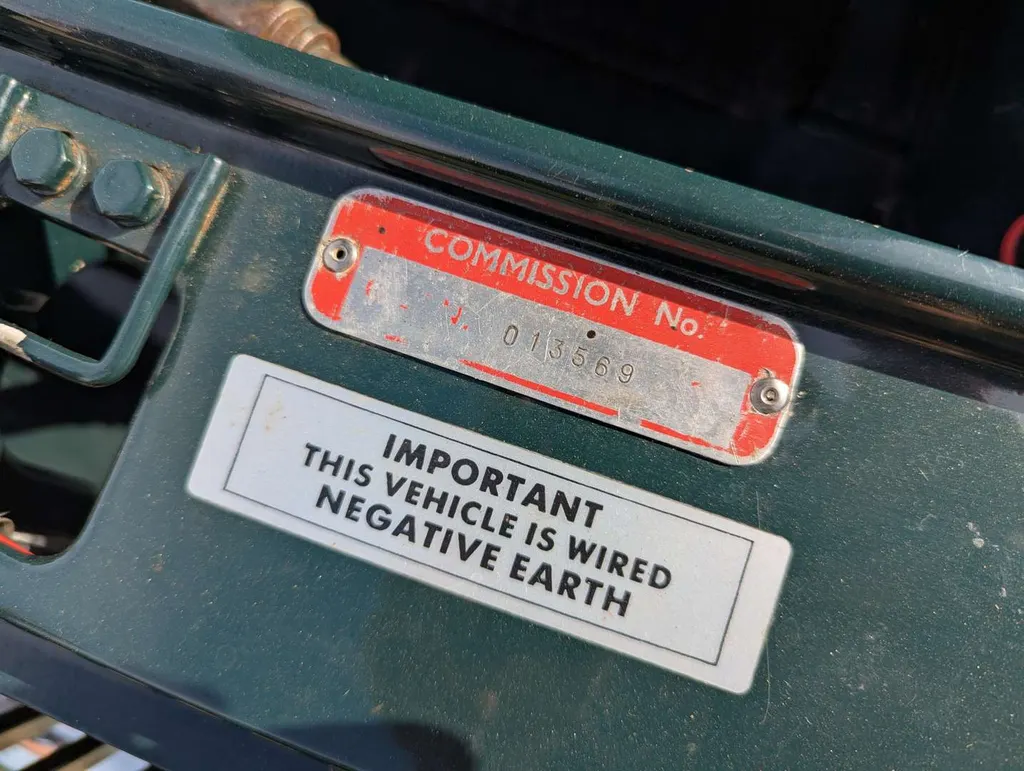 COMMISSION No.
013569
IMPORTANT
THIS VEHICLE IS WIRED
NEGATIVE EARTH